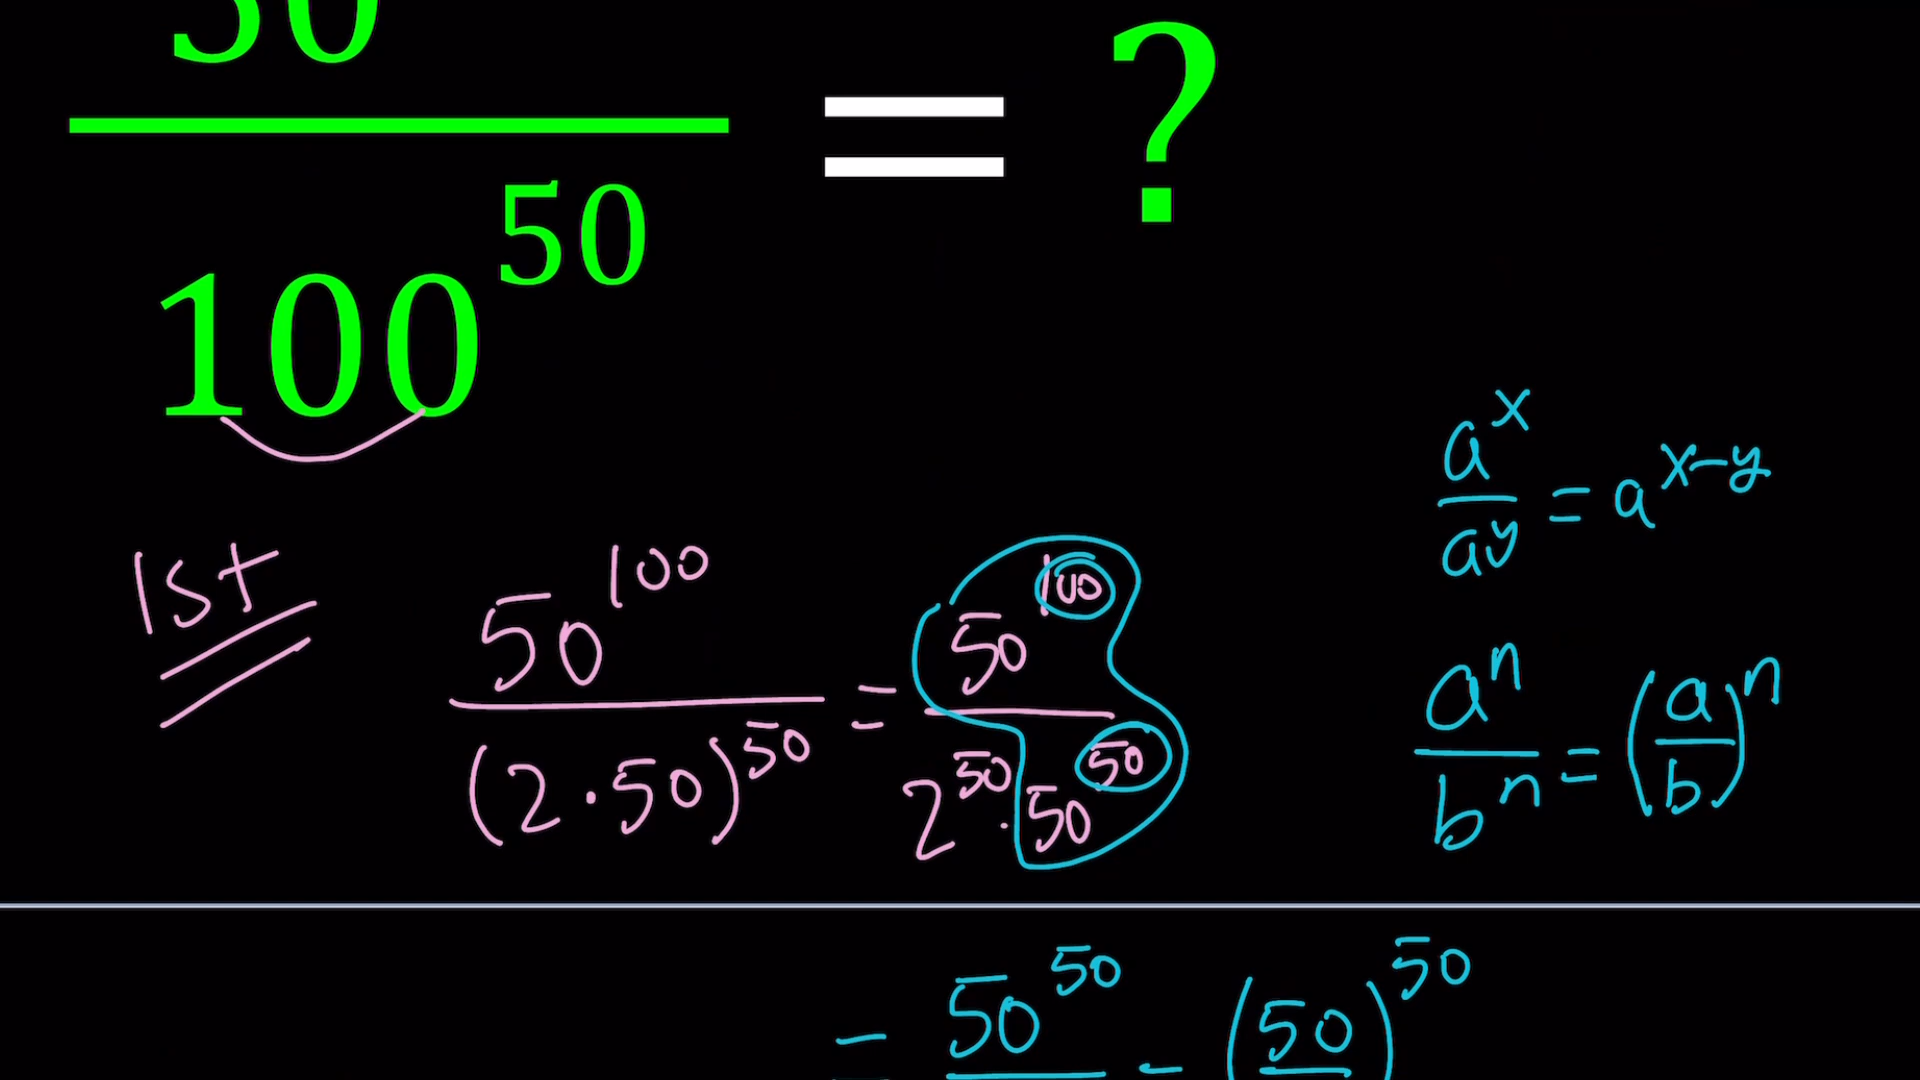 50
= ?
100^50
1st
50^100 / (2·50)^50 = 50^100 / 2^50·50^50
a^x / a^y = a^x-y
a^n / b^n = (a/b)^n
= 50^50 = (50)^50